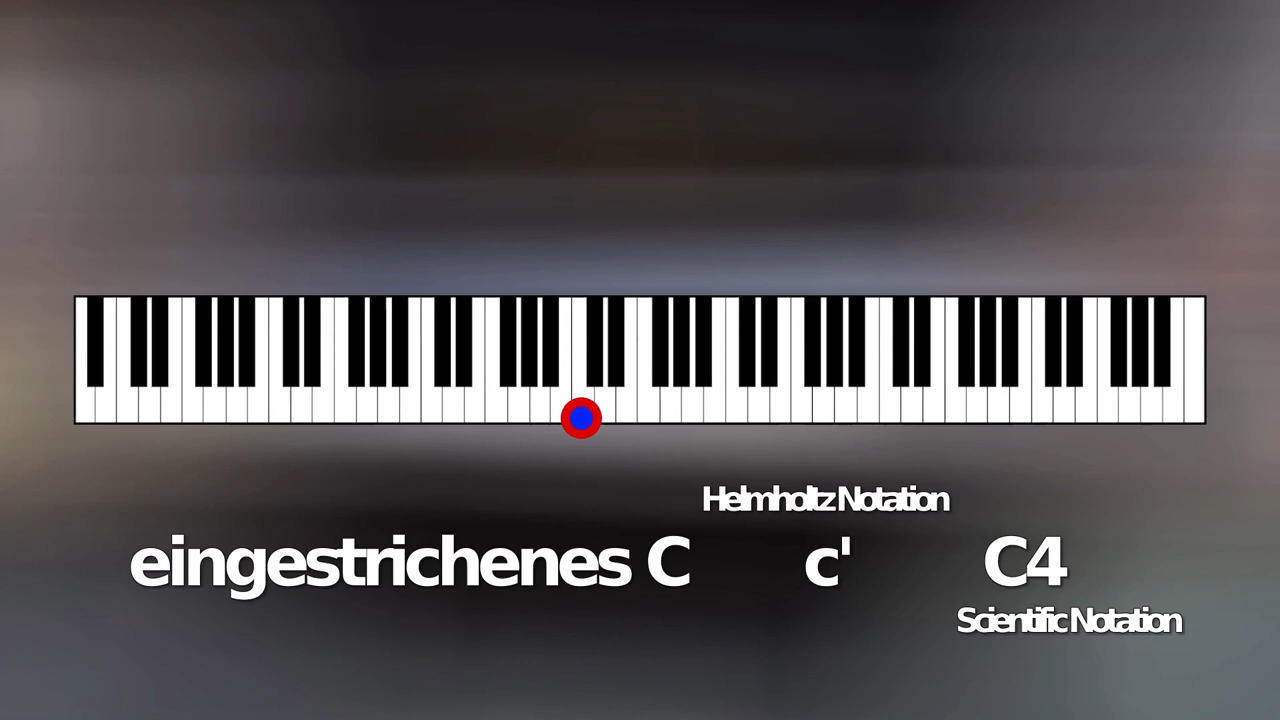 Helmholtz Notation
eingestrichenes C c' C4
Scientific Notation